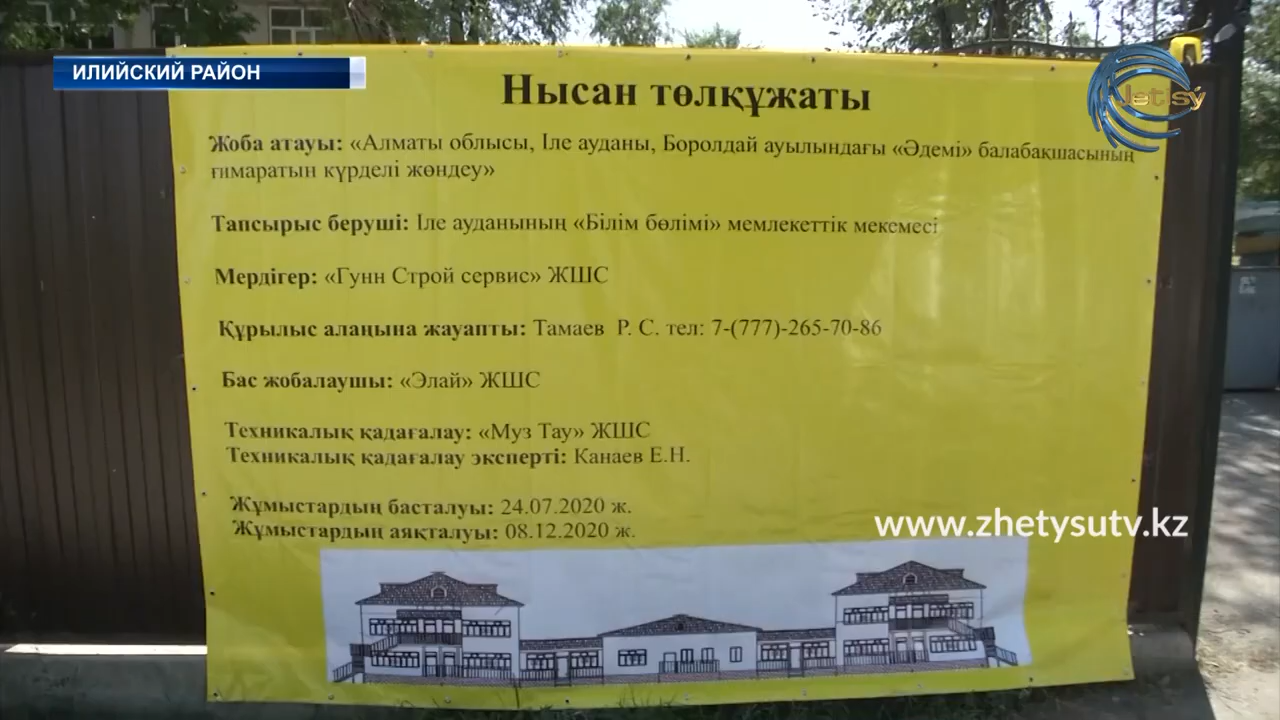 ИЛИЙСКИЙ РАЙОН
Jetisý
Нысан төлқұжаты
Жоба атауы: «Алматы облысы, Іле ауданы, Боролдай ауылындағы «Әдемі» балабақшасының
ғимаратын күрделі жөндеу»
Тапсырыс беруші: Іле ауданының «Білім бөлімі» мемлекеттік мекемесі
Мердігер: «Гунн Строй сервис» ЖШС
Құрылыс алаңына жауапты: Тамаев Р. С. тел: 7-(777)-265-70-86
Бас жобалаушы: «Элай» ЖШС
Техникалық қадағалау: «Муз Тау» ЖШС
Техникалық қадағалау эксперті: Канаев Е.Н.
Жұмыстардың басталуы: 24.07.2020 ж.
Жұмыстардың аяқталуы: 08.12.2020 ж.
www.zhetysutv.kz